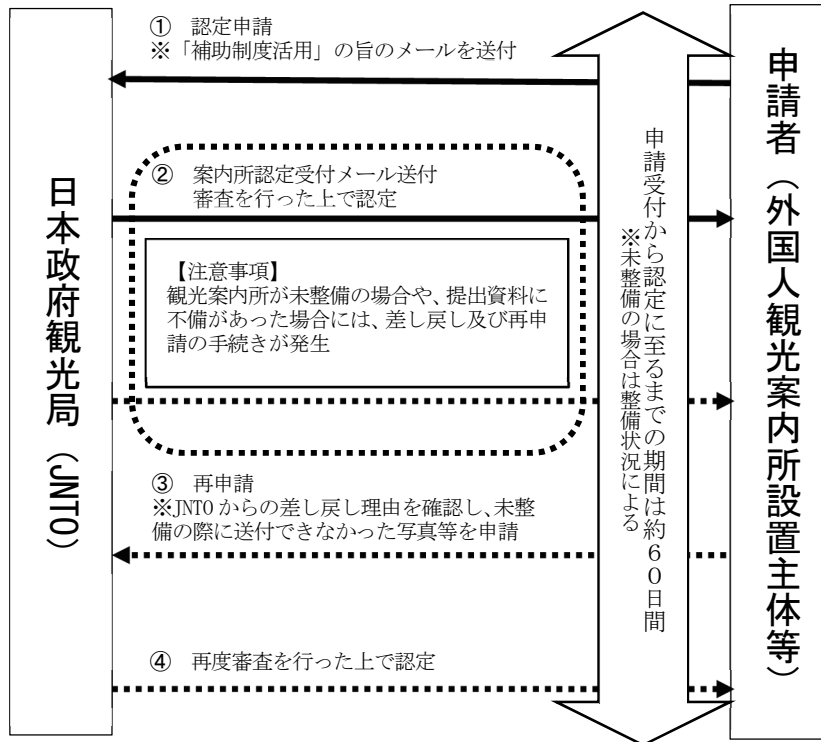 ① 認定申請
※「補助制度活用」の旨のメールを送付
② 案内所認定受付メール送付
審査を行った上で認定
【注意事項】
観光案内所が未整備の場合や、提出資料に
不備があった場合には、差し戻し及び再申
請の手続きが発生
③ 再申請
※JNTOからの差し戻し理由を確認し、未整
備の際に送付できなかった写真等を申請
④ 再度審査を行った上で認定
日本政府観光局（JNTO）
申請受付から認定に至るまでの期間は約60日間
※未整備の場合は整備状況による
申請者（外国人観光案内所設置主体等）